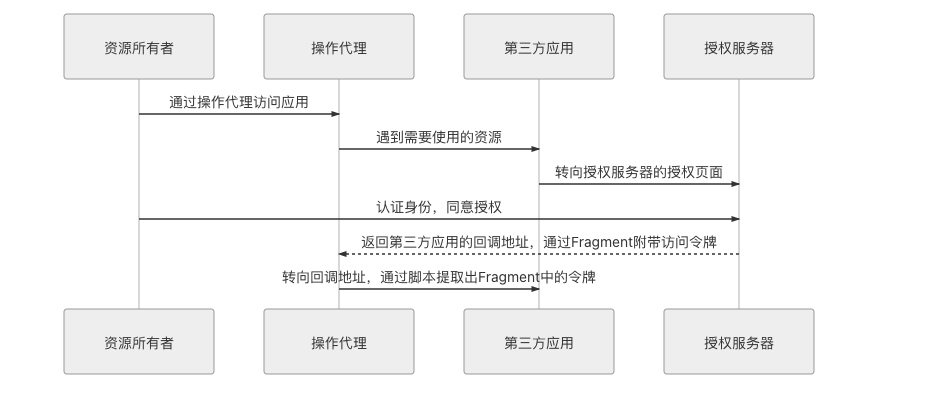 资源所有者
操作代理
第三方应用
授权服务器
通过操作代理访问应用
遇到需要使用的资源
转向授权服务器的授权页面
认证身份，同意授权
返回第三方应用的回调地址，通过Fragment附带访问令牌
转向回调地址，通过脚本提取出Fragment中的令牌
资源所有者
操作代理
第三方应用
授权服务器